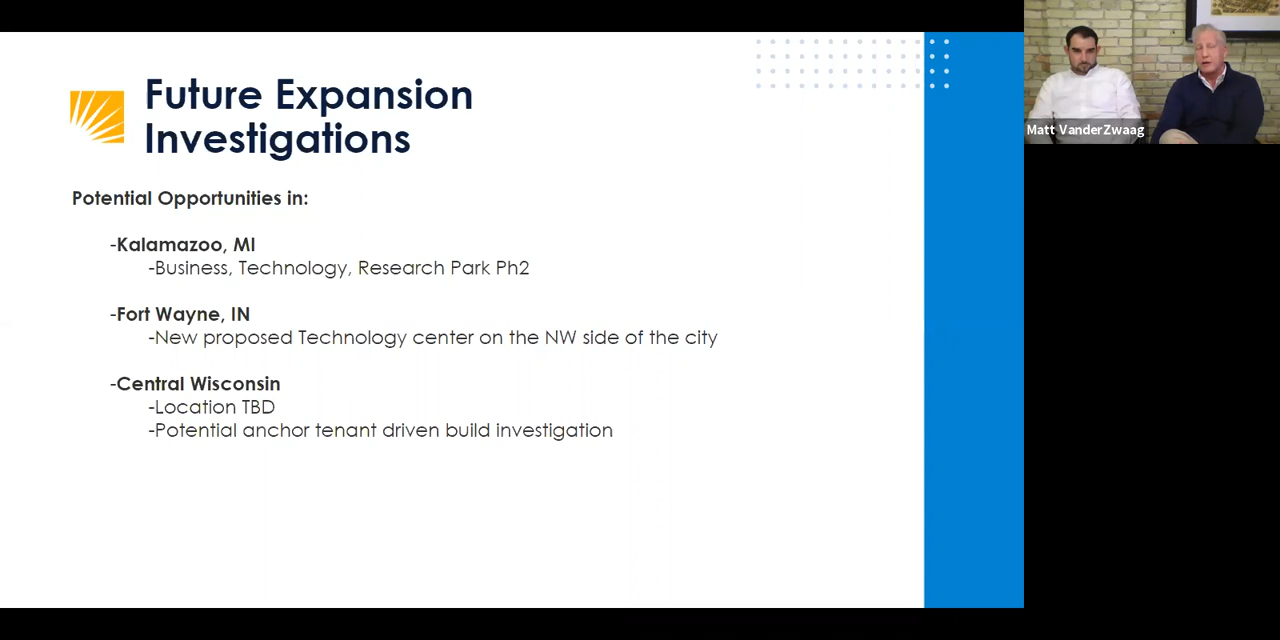 Future Expansion
Investigations
Potential Opportunities in:
-Kalamazoo, MI
-Business, Technology, Research Park Ph2
-Fort Wayne, IN
-New proposed Technology center on the NW side of the city
-Central Wisconsin
-Location TBD
-Potential anchor tenant driven build investigation
Matt VanderZwaag